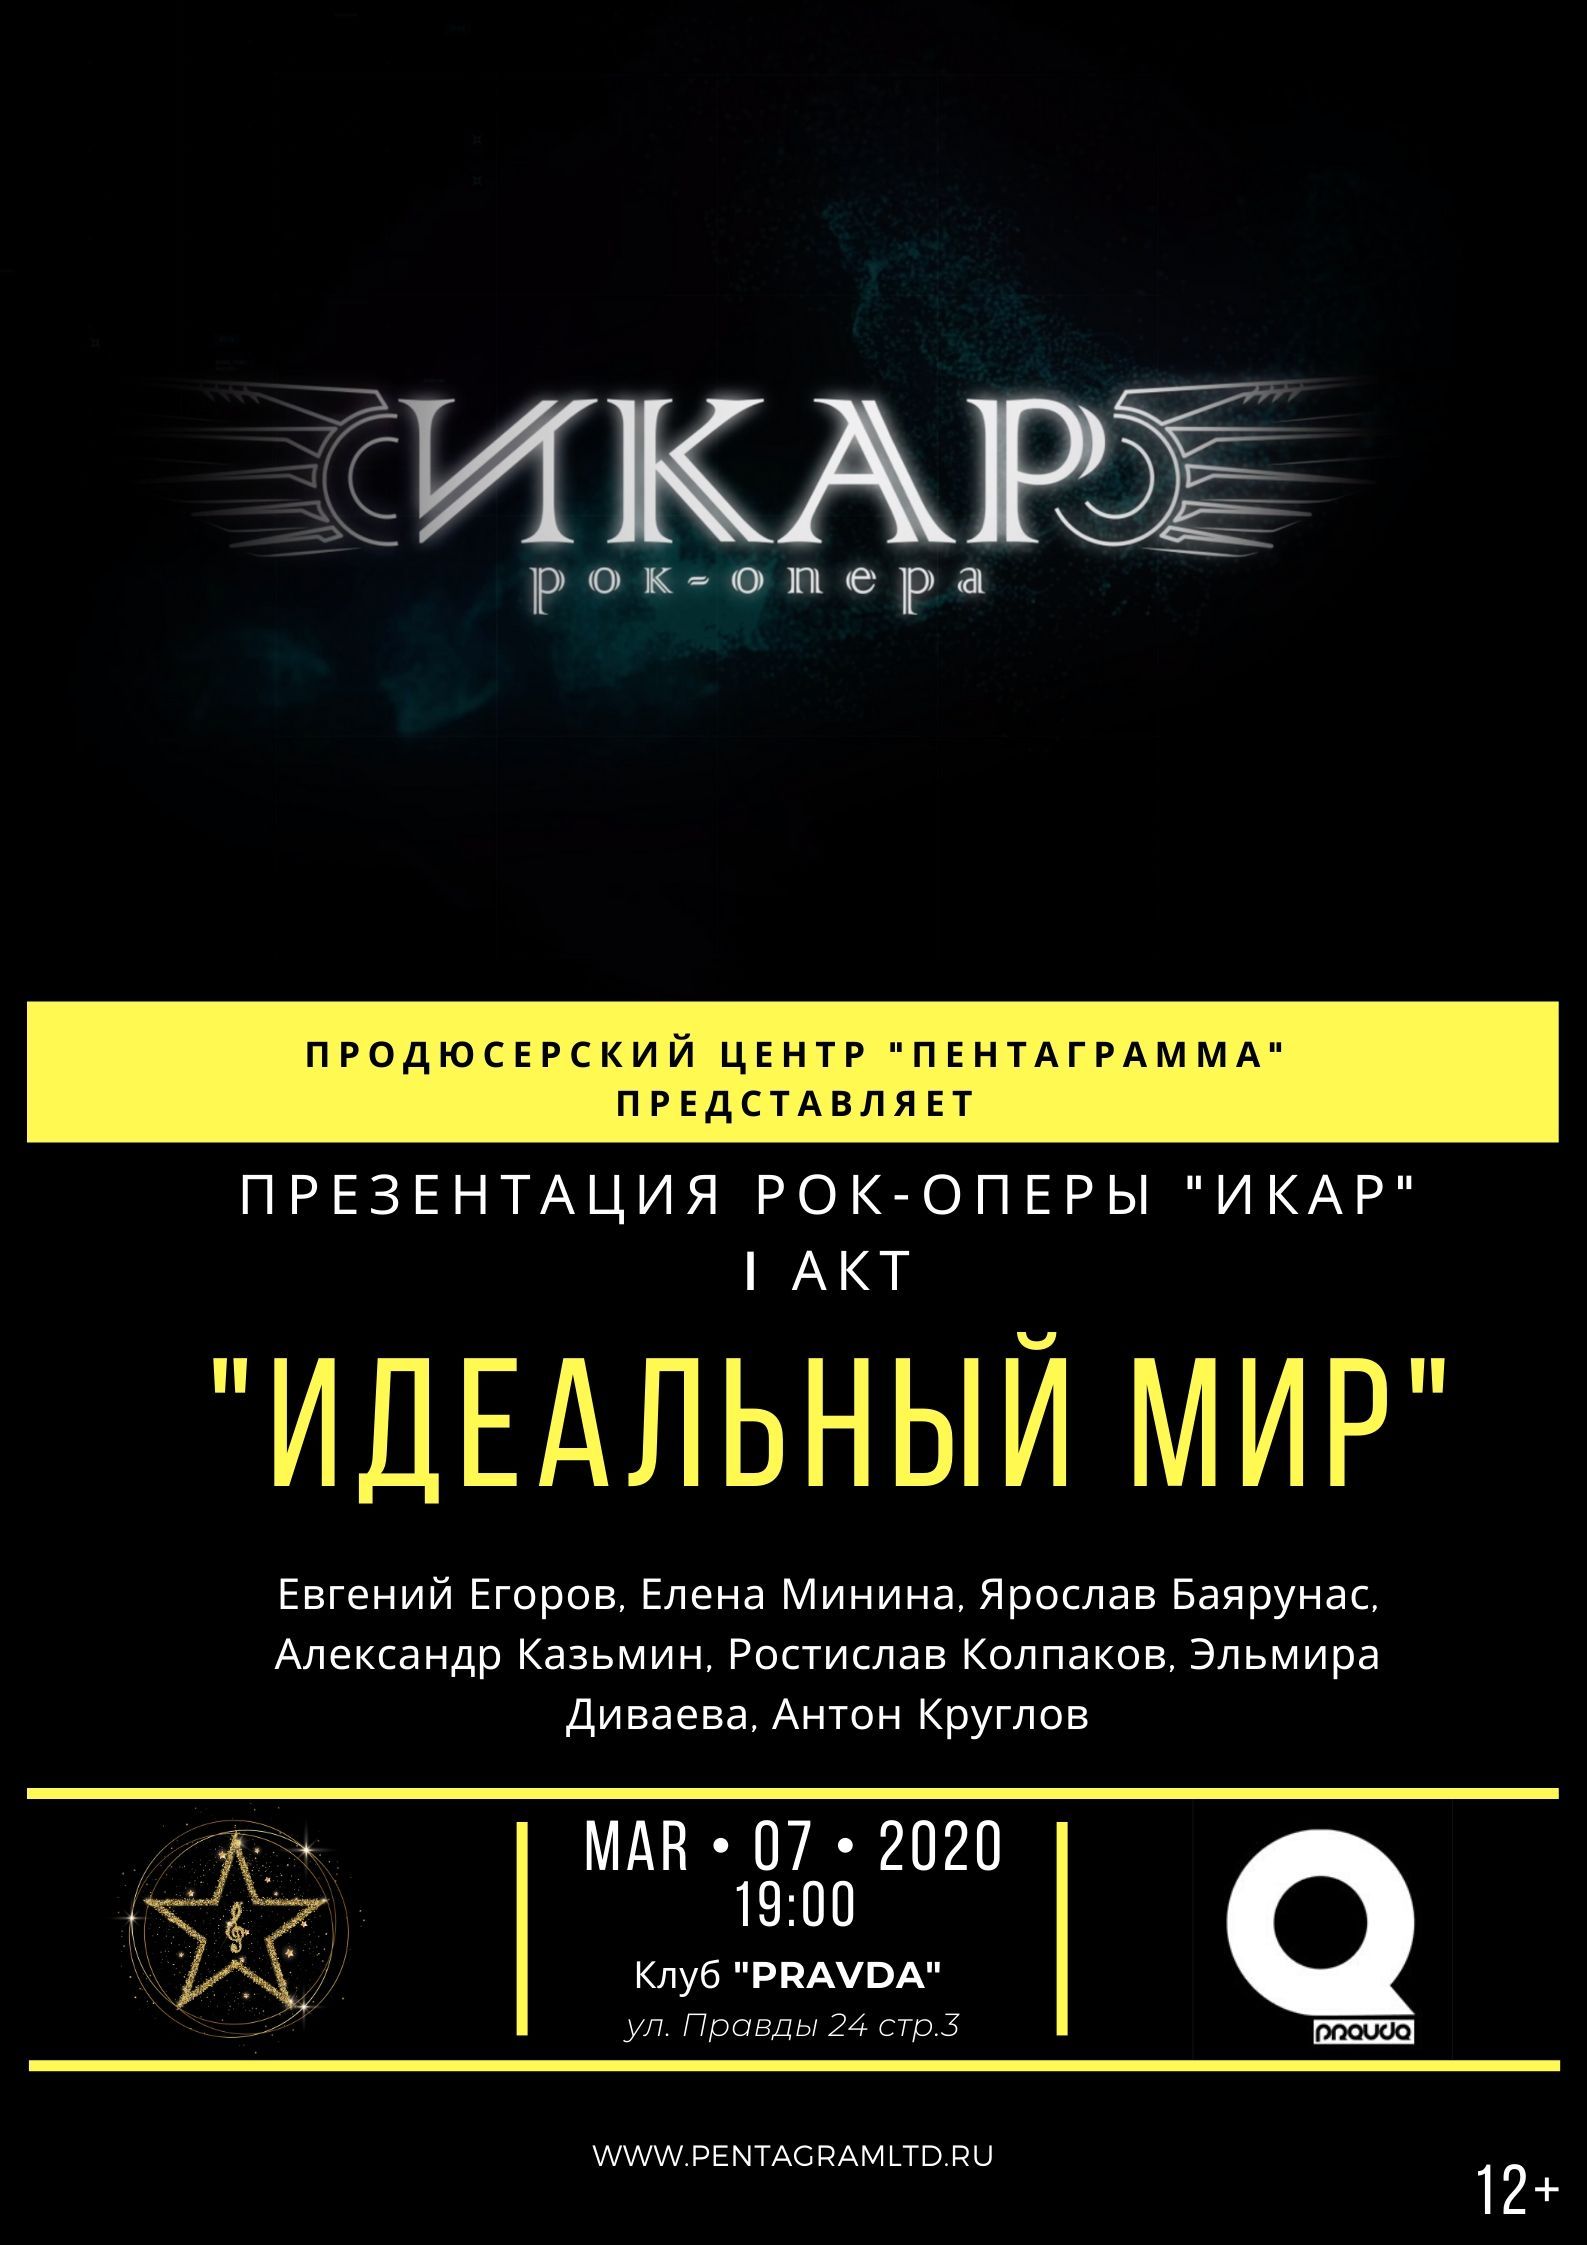 ИКАР
рок-опера
ПРОДЮСЕРСКИЙ ЦЕНТР "ПЕНТАГРАММА"
ПРЕДСТАВЛЯЕТ
ПРЕЗЕНТАЦИЯ РОК-ОПЕРЫ "ИКАР"
I АКТ
"ИДЕАЛЬНЫЙ МИР"
Евгений Егоров, Елена Минина, Ярослав Баярунас,
Александр Казьмин, Ростислав Колпаков, Эльмира
Диваева, Антон Круглов
MAR • 07 • 2020
19:00
Клуб "PRAVDA"
ул. Правды 24 стр.3
pravda
WWW.PENTAGRAMLTD.RU
12+